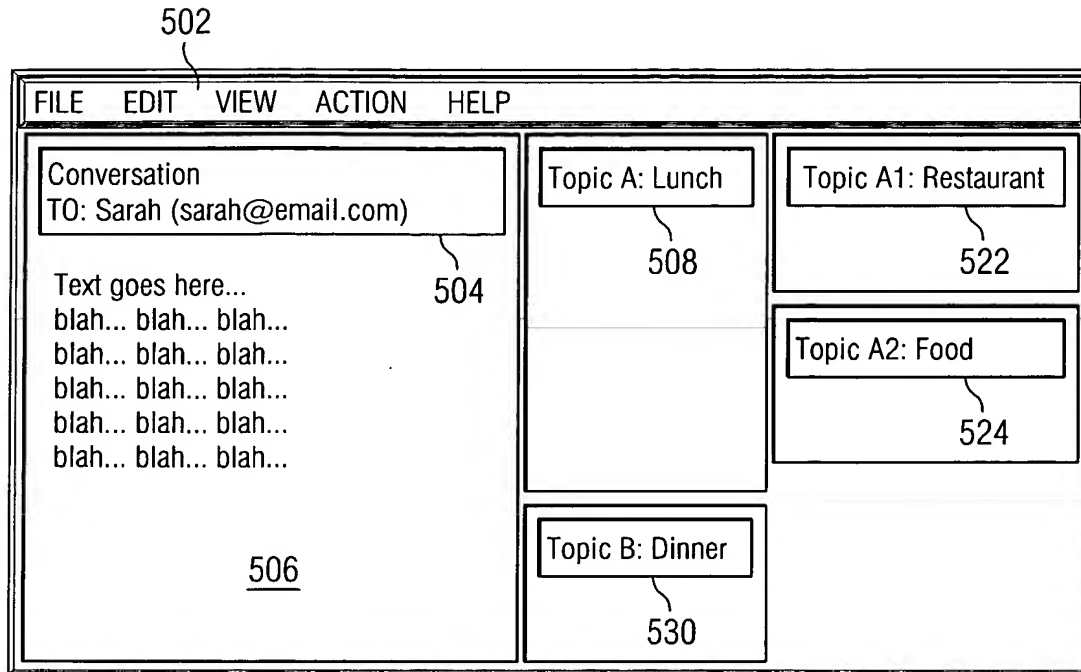 502
FILE EDIT VIEW ACTION HELP
Conversation
TO: Sarah (sarah@email.com)
504
Text goes here...
blah... blah... blah...
blah... blah... blah...
blah... blah... blah...
blah... blah... blah...
blah... blah... blah...
506
Topic A: Lunch
508
Topic B: Dinner
530
Topic A1: Restaurant
522
Topic A2: Food
524